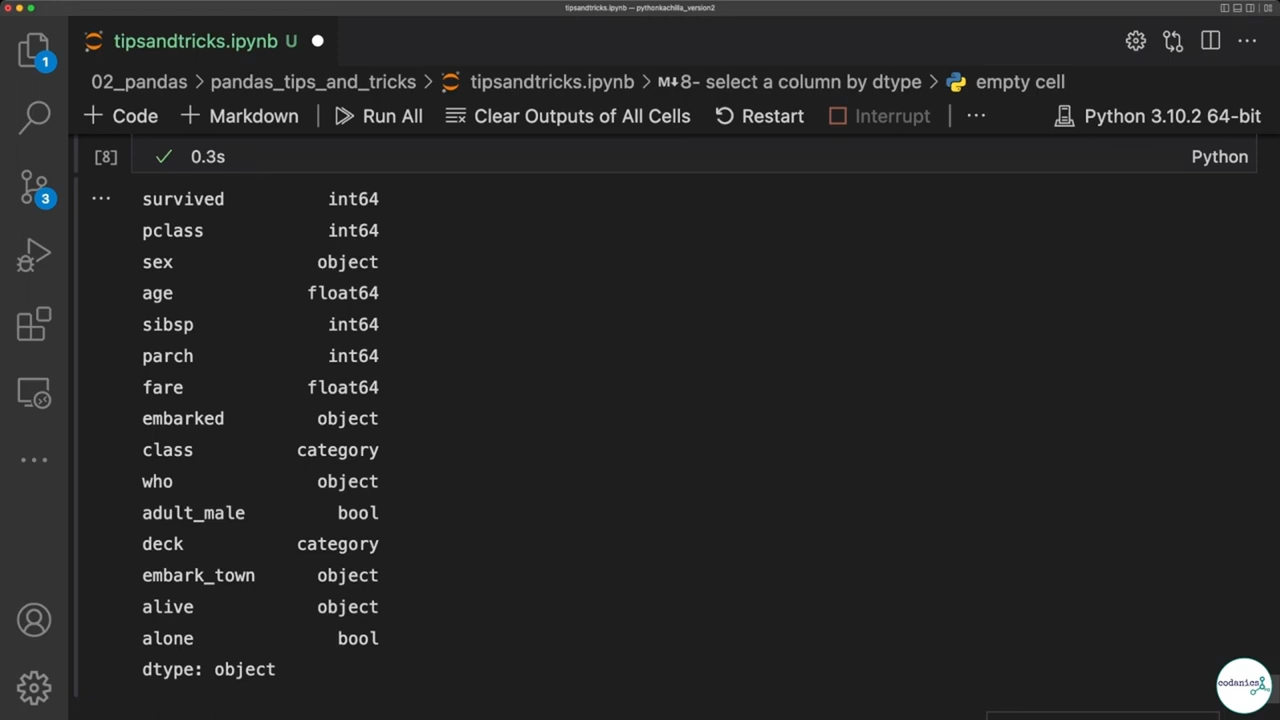 tipsandtricks.ipynb — pythonkachilla_version2
tipsandtricks.ipynb U
02_pandas > pandas_tips_and_tricks > tipsandtricks.ipynb > M↓8- select a column by dtype > empty cell
+ Code + Markdown | Run All Clear Outputs of All Cells Restart Interrupt | ··· Python 3.10.2 64-bit
[8] ✓ 0.3s Python
··· survived int64
pclass int64
sex object
age float64
sibsp int64
parch int64
fare float64
embarked object
class category
who object
adult_male bool
deck category
embark_town object
alive object
alone bool
dtype: object
1
3
codanics